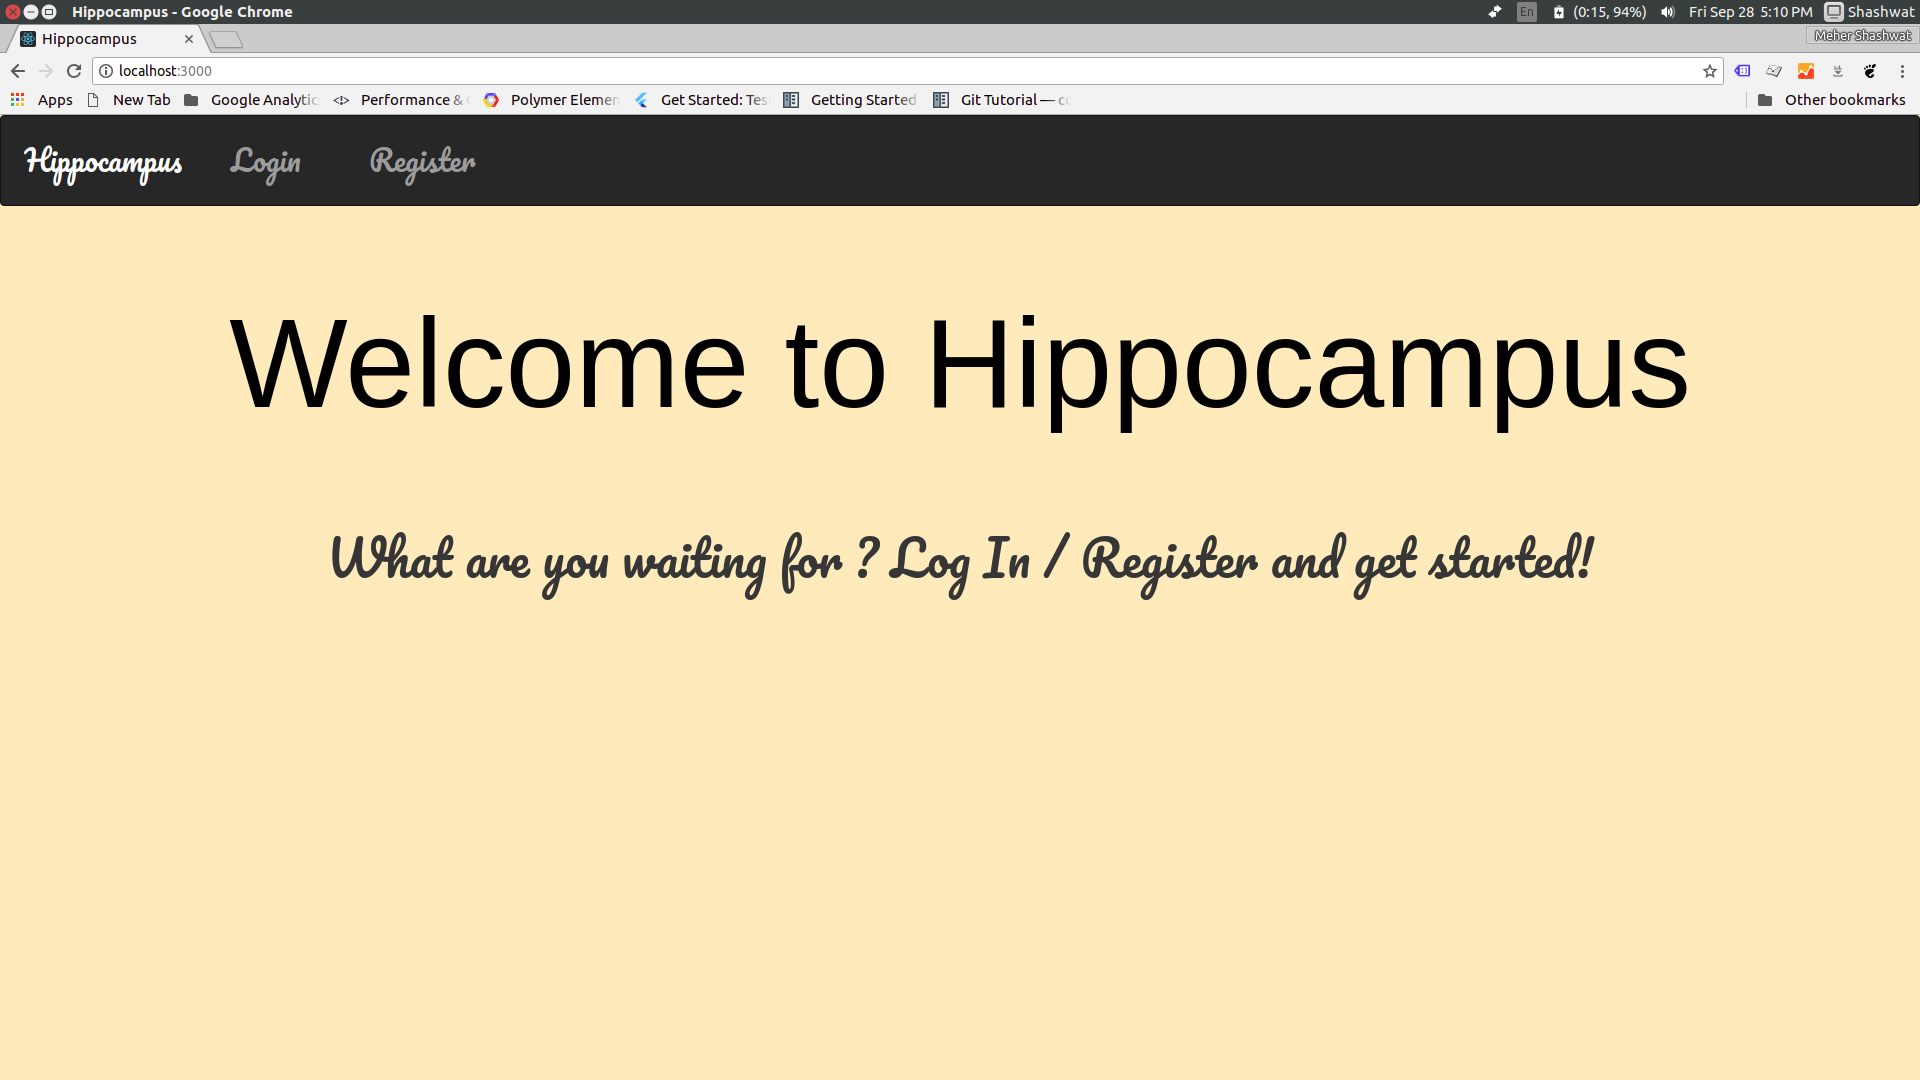 Hippocampus - Google Chrome
En (0:15, 94%) Fri Sep 28 5:10 PM Shashwat
Hippocampus
Meher Shashwat
localhost:3000
Apps New Tab Google Analytic Performance & Polymer Elemen Get Started: Tes Getting Started Git Tutorial — co Other bookmarks
Hippocampus Login Register
Welcome to Hippocampus
What are you waiting for ? Log In / Register and get started!